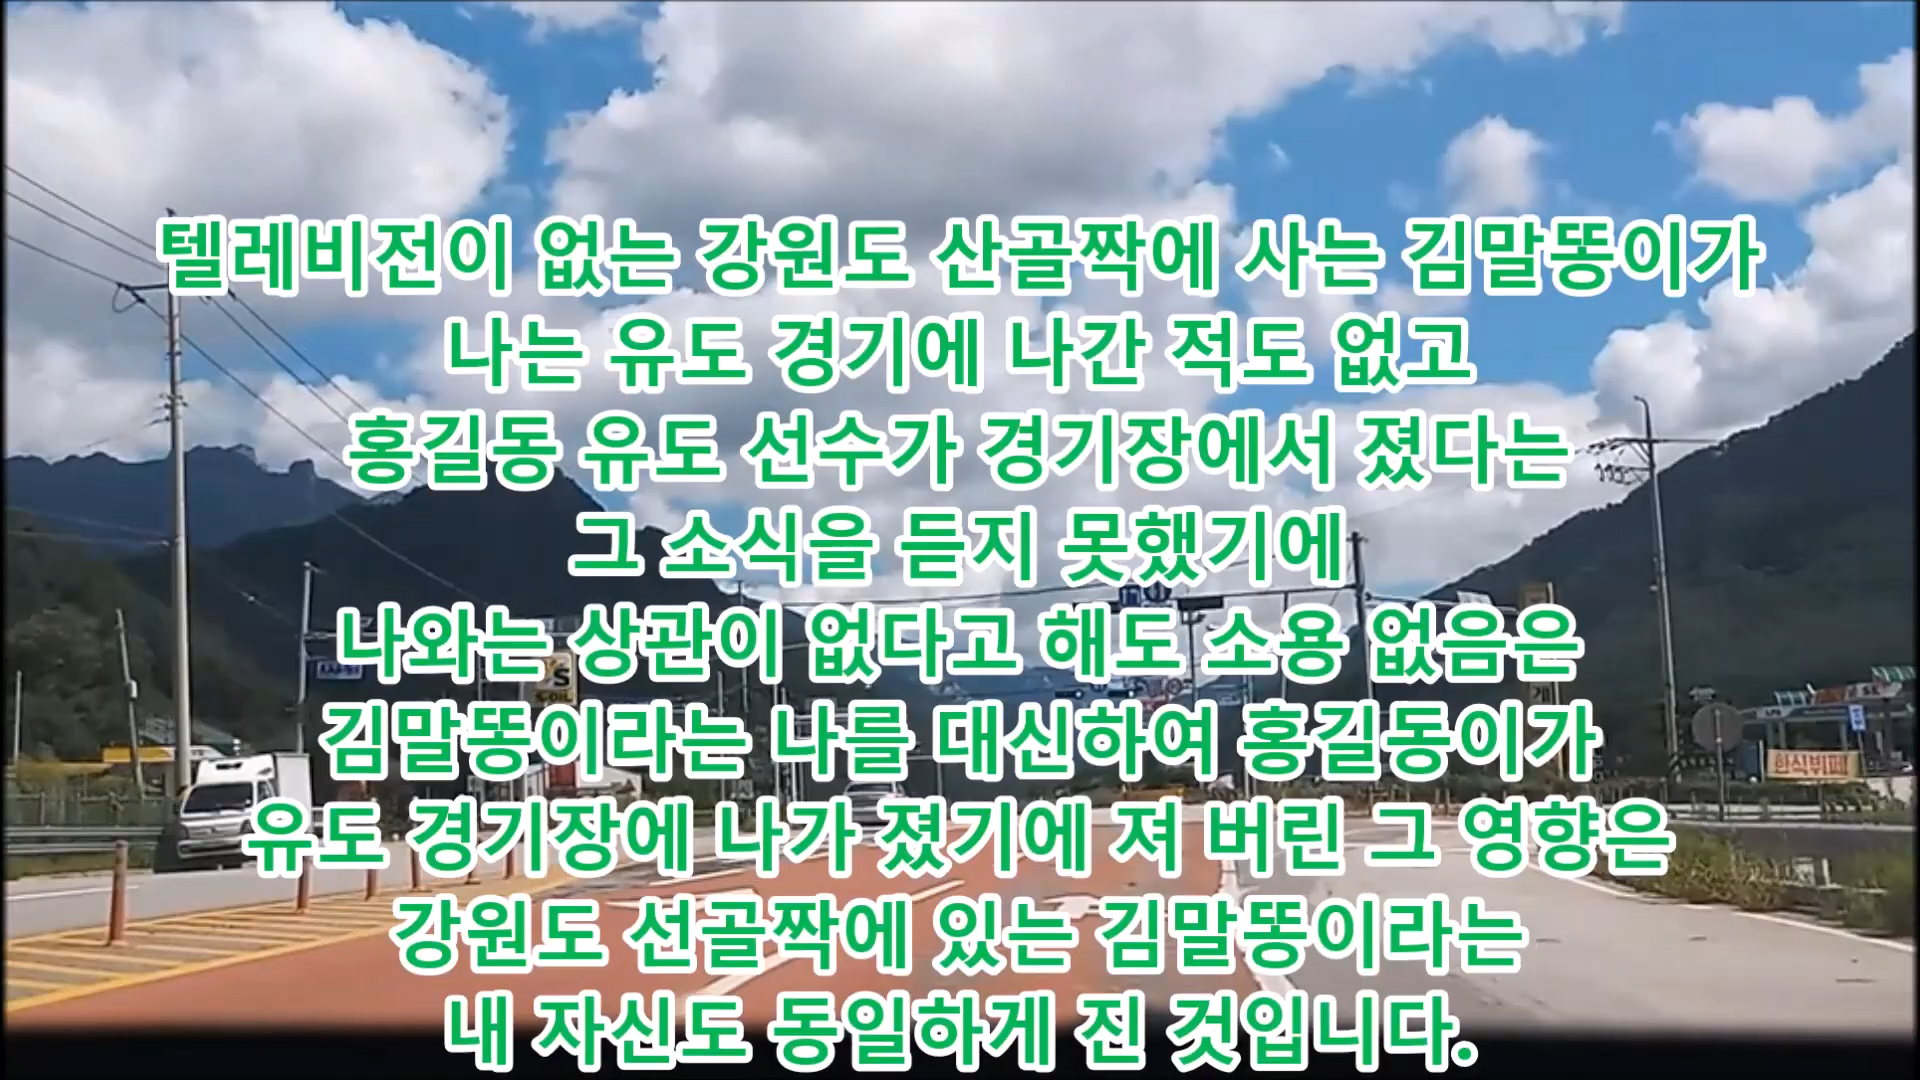 텔레비전이 없는 강원도 산골짝에 사는 김말똥이가
나는 유도 경기에 나간 적도 없고
홍길동 유도 선수가 경기장에서 졌다는
그 소식을 듣지 못했기에
나와는 상관이 없다고 해도 소용 없음은
김말똥이라는 나를 대신하여 홍길동이가
유도 경기장에 나가 졌기에 져 버린 그 영향은
강원도 선골짝에 있는 김말똥이라는
내 자신도 동일하게 진 것입니다.
S-OIL
한식뷔페